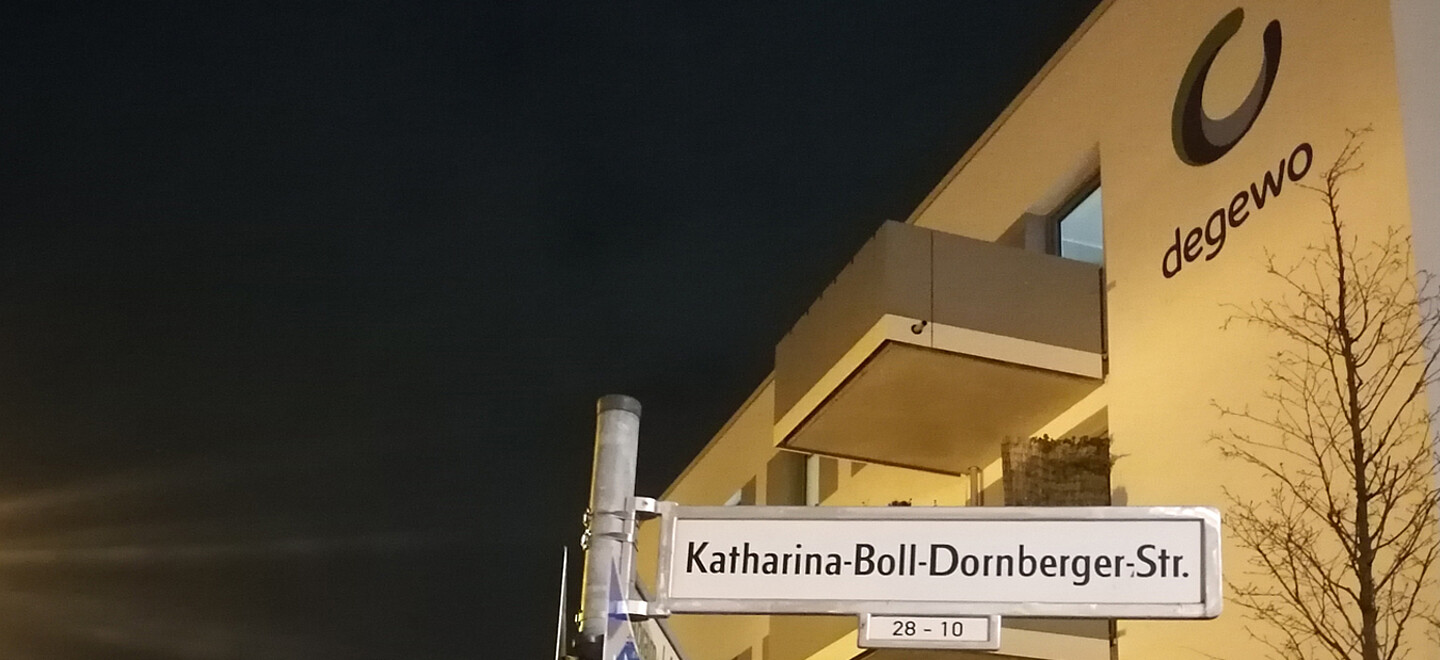 degewo
Katharina-Boll-Dornberger-Str.
28 - 10